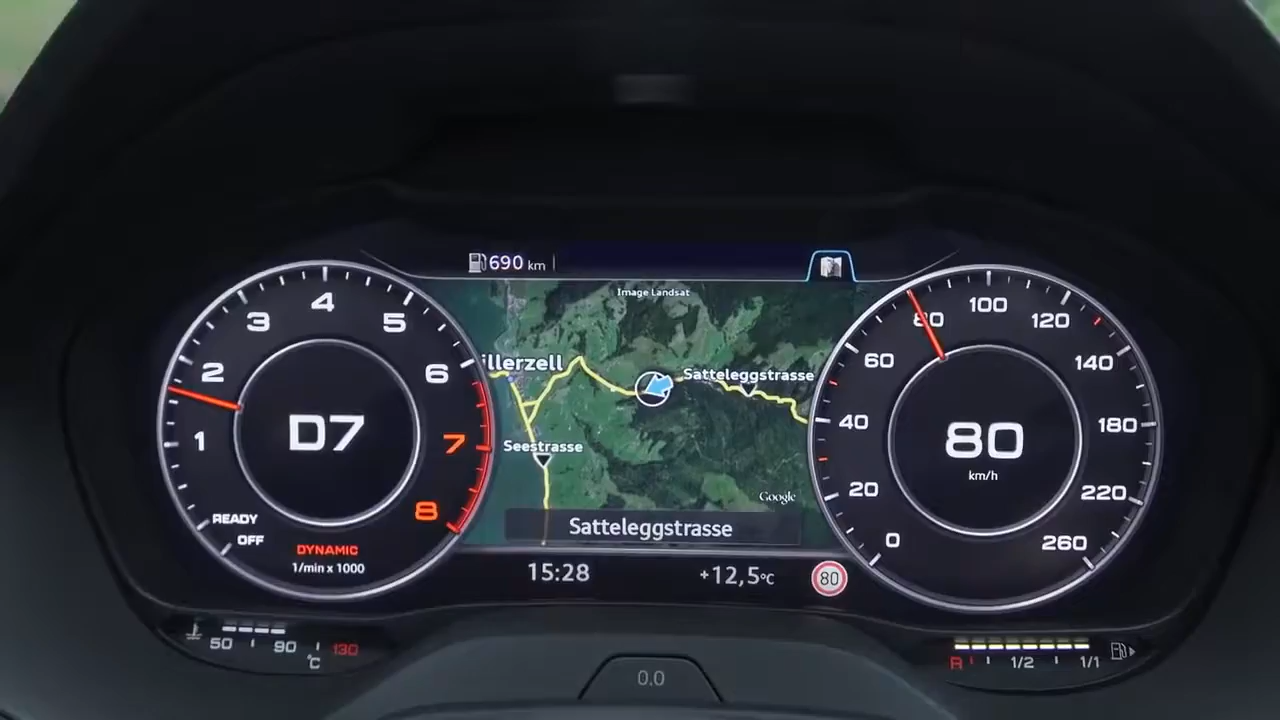 690 km
Image Landsat
illerzell
Satteleggstrasse
Seestrasse
Google
Satteleggstrasse
15:28
+12,5°C
80
1
2
3
4
5
6
7
8
D7
READY
OFF
DYNAMIC
1/min x 1000
0
20
40
60
80
100
120
140
180
220
260
80
km/h
50
90
130
°C
0.0
R
1/2
1/1